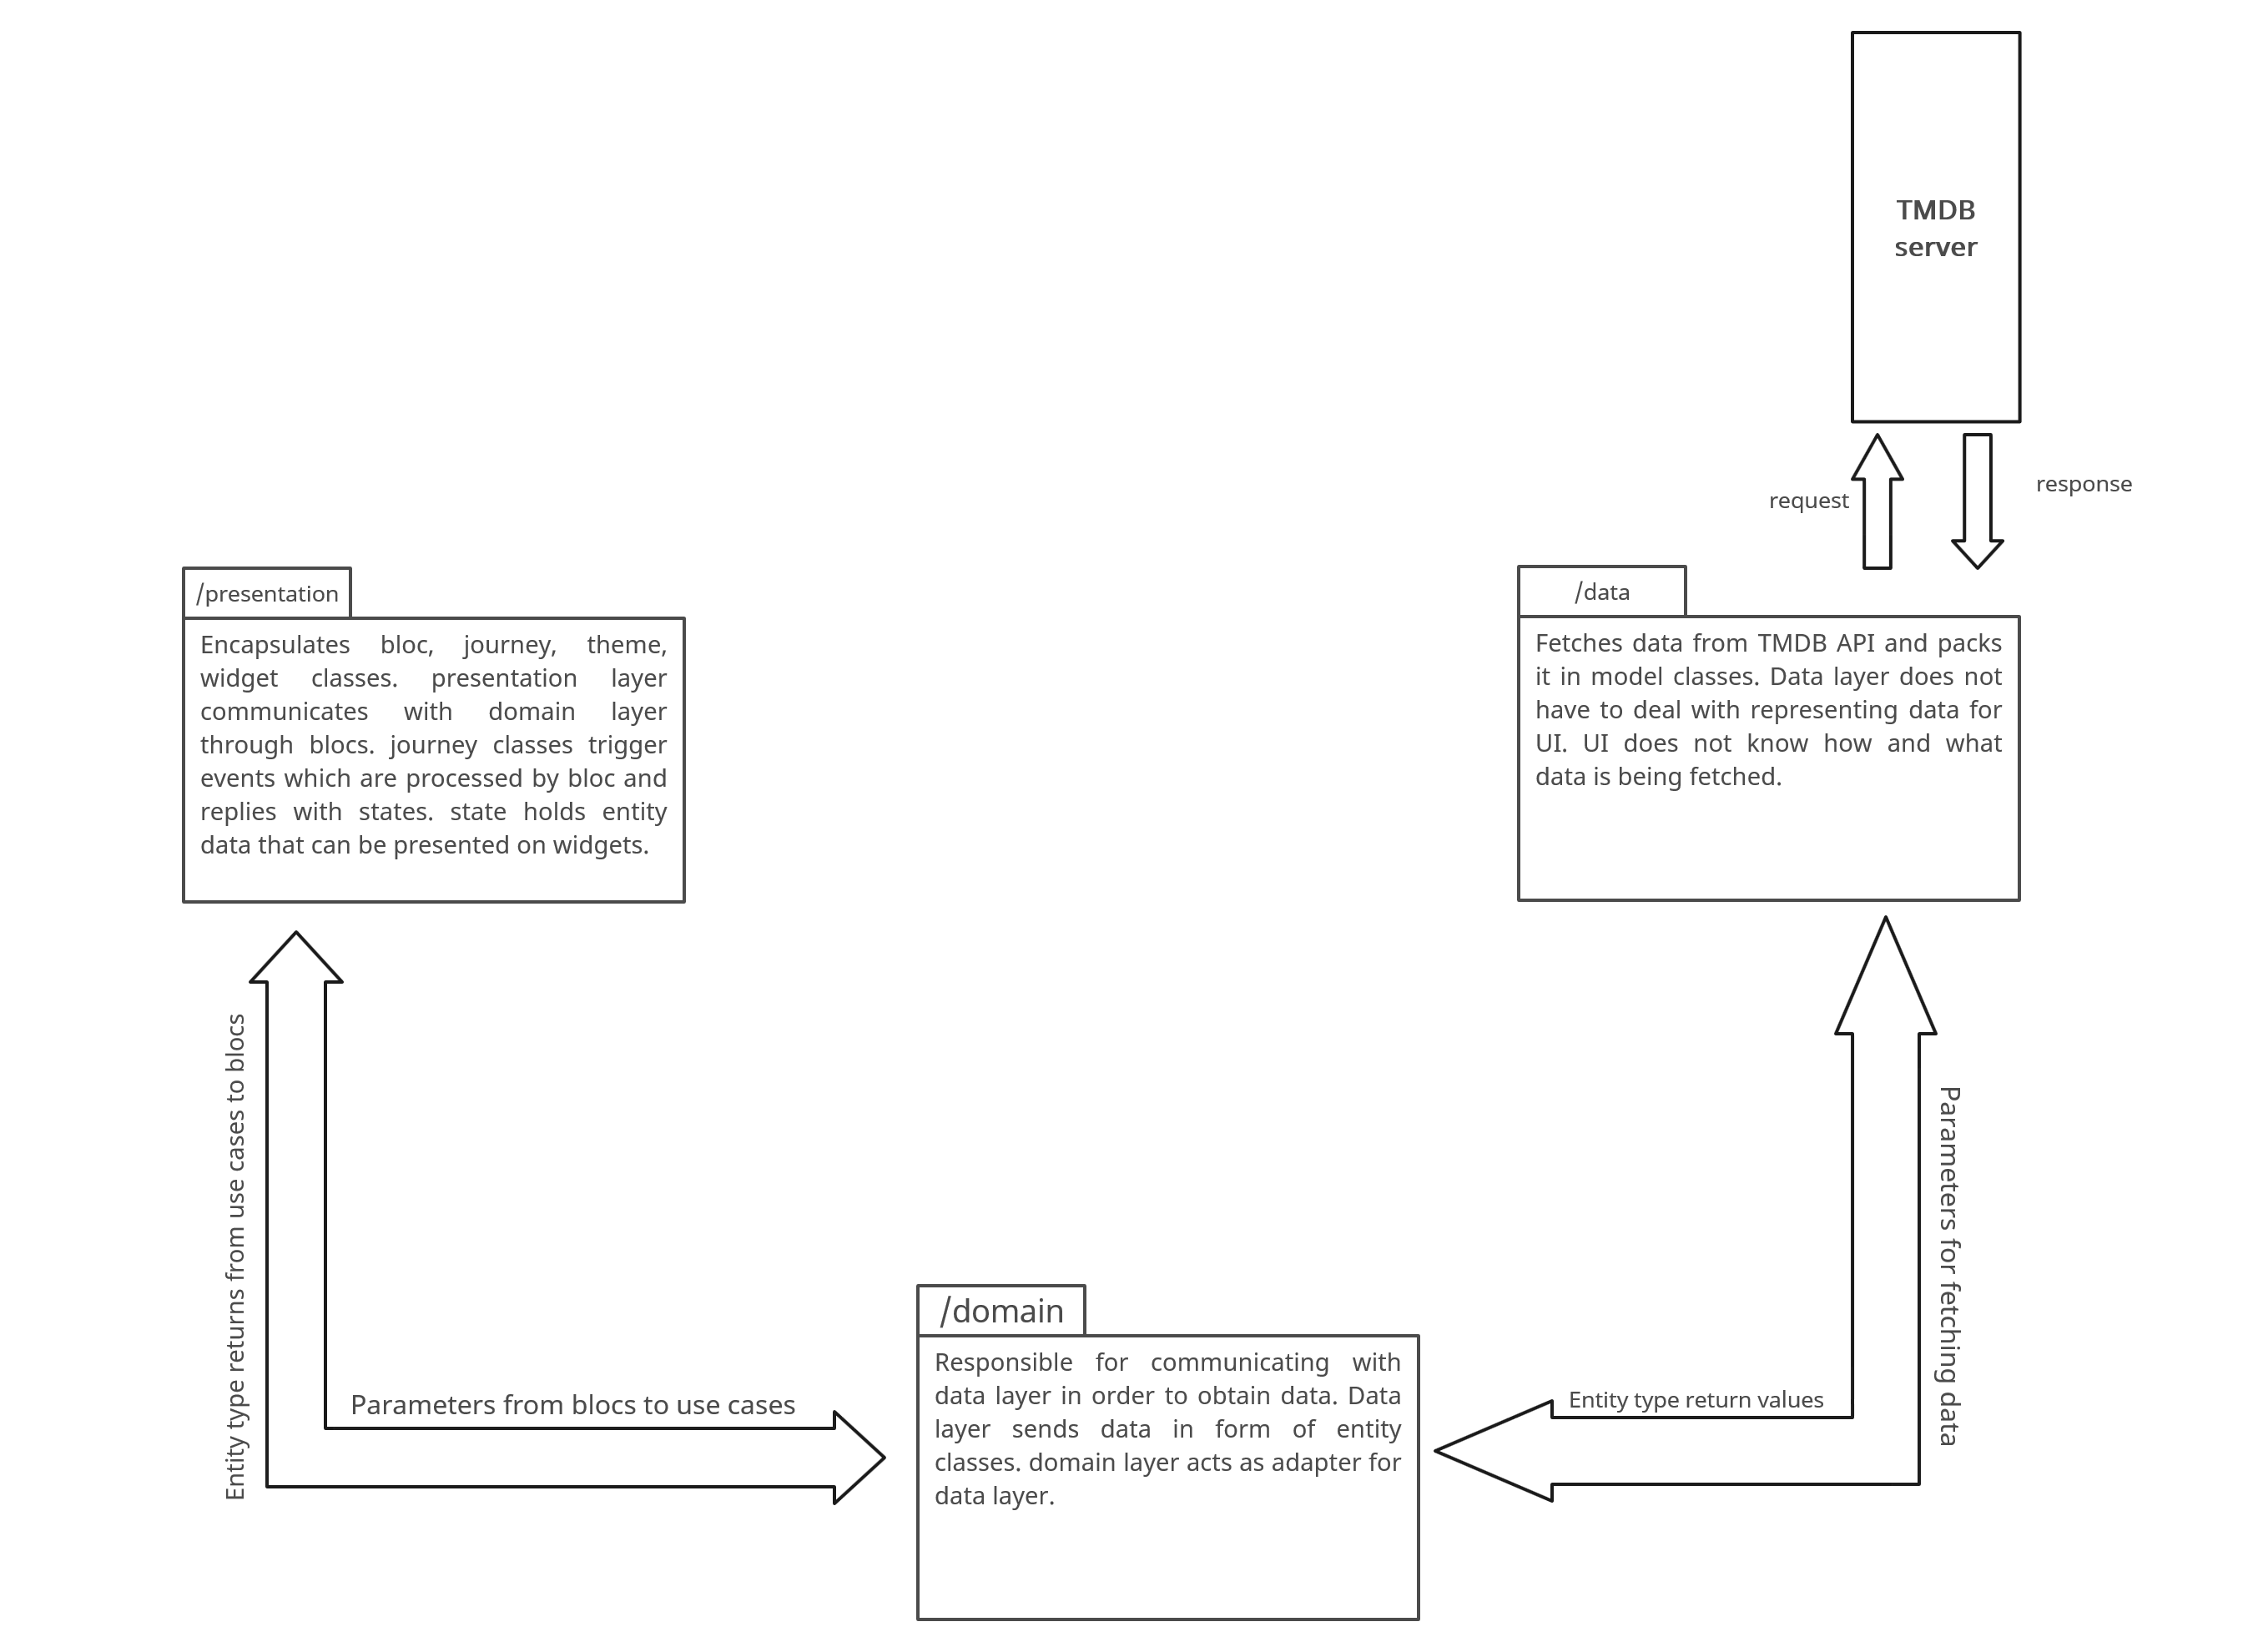 TMDB
server
request
response
/presentation
Encapsulates bloc, journey, theme,
widget classes. presentation layer
communicates with domain layer
through blocs. journey classes trigger
events which are processed by bloc and
replies with states. state holds entity
data that can be presented on widgets.
/data
Fetches data from TMDB API and packs
it in model classes. Data layer does not
have to deal with representing data for
UI. UI does not know how and what
data is being fetched.
Entity type returns from use cases to blocs
Parameters from blocs to use cases
/domain
Responsible for communicating with
data layer in order to obtain data. Data
layer sends data in form of entity
classes. domain layer acts as adapter for
data layer.
Entity type return values
Parameters for fetching data